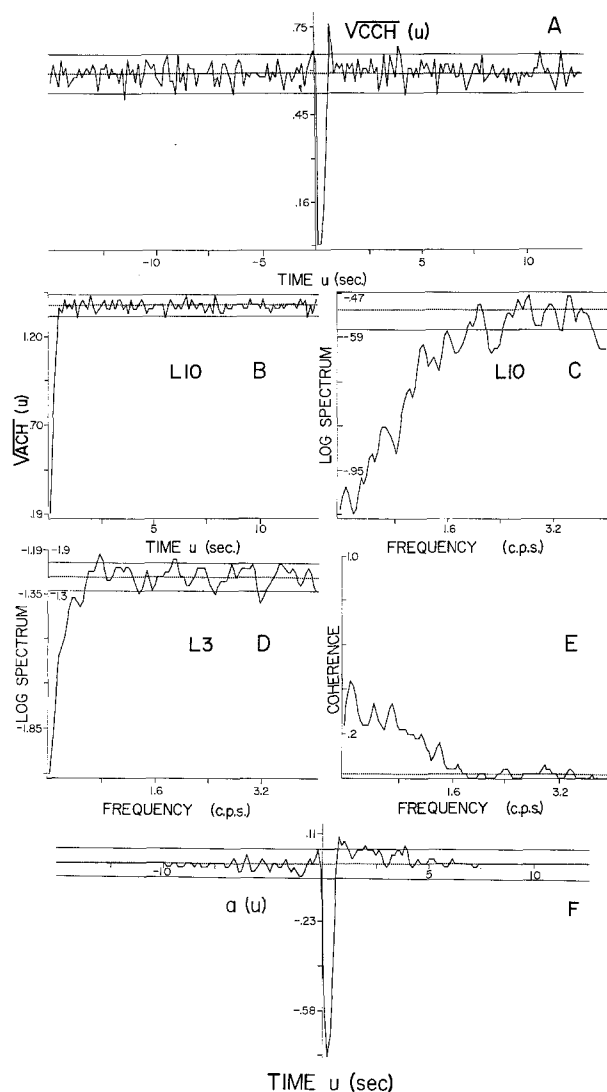 .75
√CCH (u)
A
.45
.16
-10
-5
5
10
TIME u (sec.)
1.20
.70
.19
√ACH (u)
L10
B
5
10
TIME u (sec.)
-.47
-.59
-.95
LOG SPECTRUM
L10
C
1.6
3.2
FREQUENCY (c.p.s.)
-1.19
-1.9
-1.35
-1.3
-1.85
LOG SPECTRUM
L3
D
1.6
3.2
FREQUENCY (c.p.s.)
1.0
.2
COHERENCE
E
1.6
3.2
FREQUENCY (c.p.s.)
.11
-10
5
10
a (u)
-.23
F
-.58
TIME u (sec)